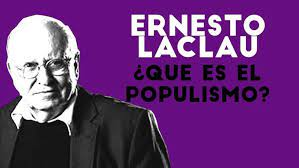 ERNESTO
LACLAU
¿QUE ES EL
POPULISMO?